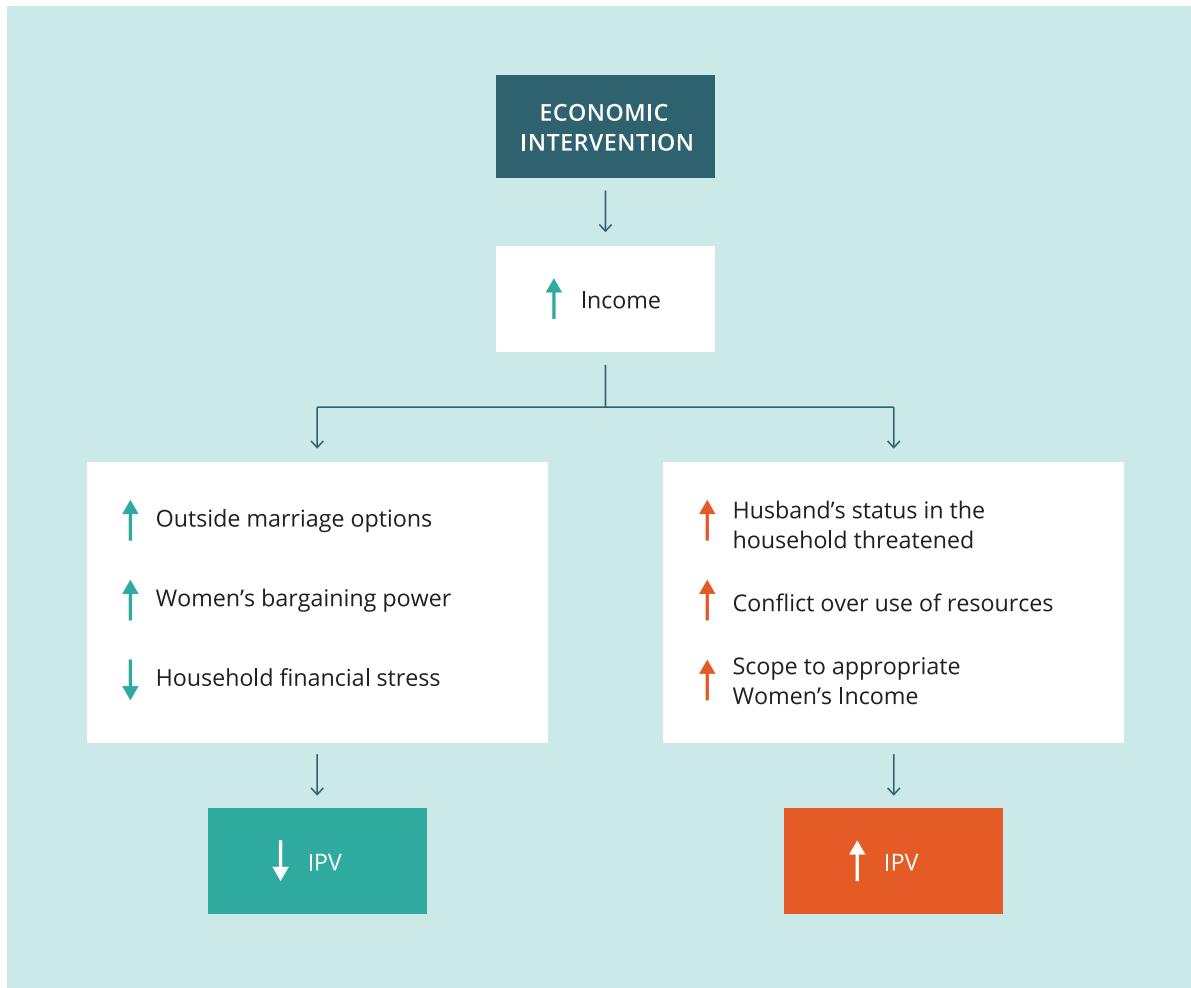 ECONOMIC
INTERVENTION
Income
Outside marriage options
Women’s bargaining power
Household financial stress
Husband’s status in the
household threatened
Conflict over use of resources
Scope to appropriate
Women’s Income
IPV
IPV